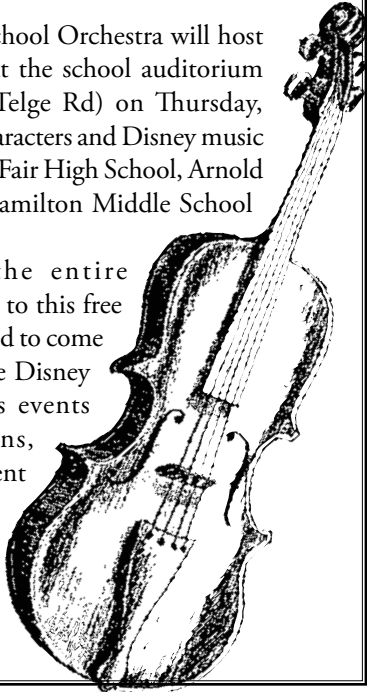 chool Orchestra will host
t the school auditorium
Telge Rd) on Thursday,
aracters and Disney music
Fair High School, Arnold
amilton Middle School
he entire
to this free
d to come
e Disney
s events
ns,
ent